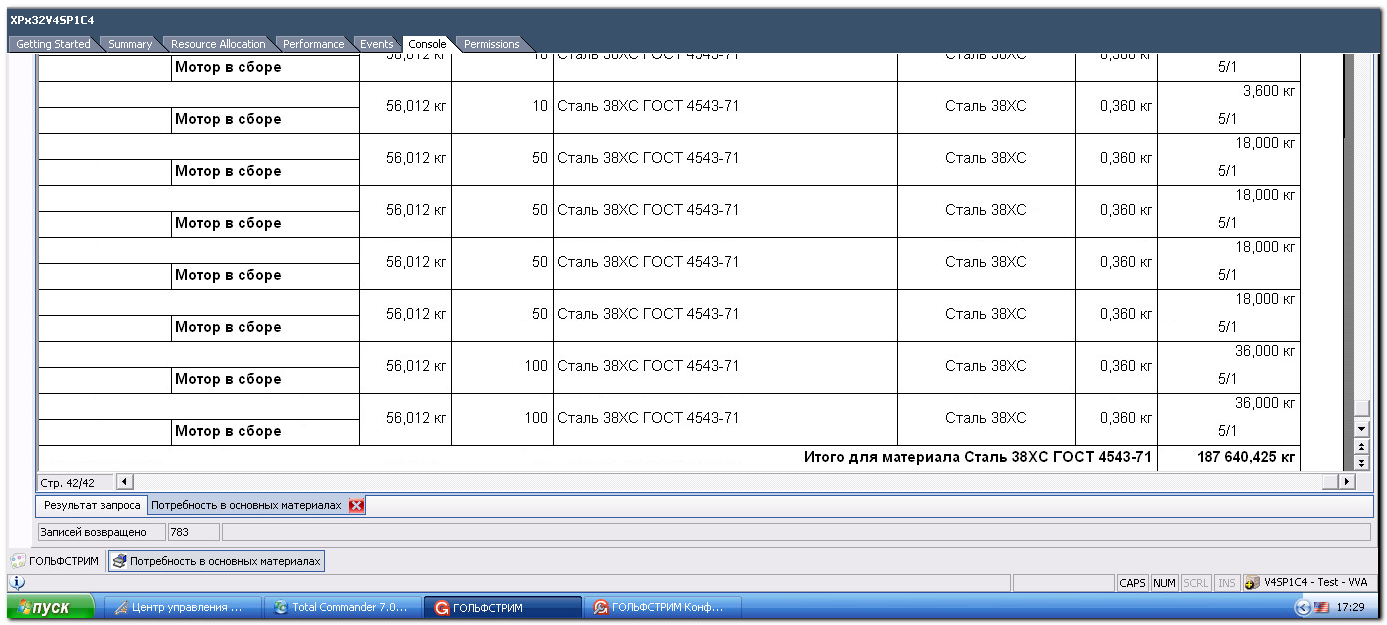 XPx32V4SP1C4
Getting Started Summary Resource Allocation Performance Events Console Permissions
56,012 кг 10 Сталь 38ХС ГОСТ 4543-71 Сталь 38ХС 0,360 кг
Мотор в сборе 5/1
3,600 кг
56,012 кг 10 Сталь 38ХС ГОСТ 4543-71 Сталь 38ХС 0,360 кг
Мотор в сборе 5/1
18,000 кг
56,012 кг 50 Сталь 38ХС ГОСТ 4543-71 Сталь 38ХС 0,360 кг
Мотор в сборе 5/1
18,000 кг
56,012 кг 50 Сталь 38ХС ГОСТ 4543-71 Сталь 38ХС 0,360 кг
Мотор в сборе 5/1
18,000 кг
56,012 кг 50 Сталь 38ХС ГОСТ 4543-71 Сталь 38ХС 0,360 кг
Мотор в сборе 5/1
18,000 кг
56,012 кг 50 Сталь 38ХС ГОСТ 4543-71 Сталь 38ХС 0,360 кг
Мотор в сборе 5/1
36,000 кг
56,012 кг 100 Сталь 38ХС ГОСТ 4543-71 Сталь 38ХС 0,360 кг
Мотор в сборе 5/1
36,000 кг
56,012 кг 100 Сталь 38ХС ГОСТ 4543-71 Сталь 38ХС 0,360 кг
Мотор в сборе 5/1
Итого для материала Сталь 38ХС ГОСТ 4543-71 187 640,425 кг
Стр. 42/42
Результат запроса Потребность в основных материалах
Записей возвращено 783
ГОЛЬФСТРИМ Потребность в основных материалах
CAPS NUM SCRL INS V4SP1C4 - Test - VVA
пуск Центр управления ... Total Commander 7.0... ГОЛЬФСТРИМ ГОЛЬФСТРИМ Конф... 17:29